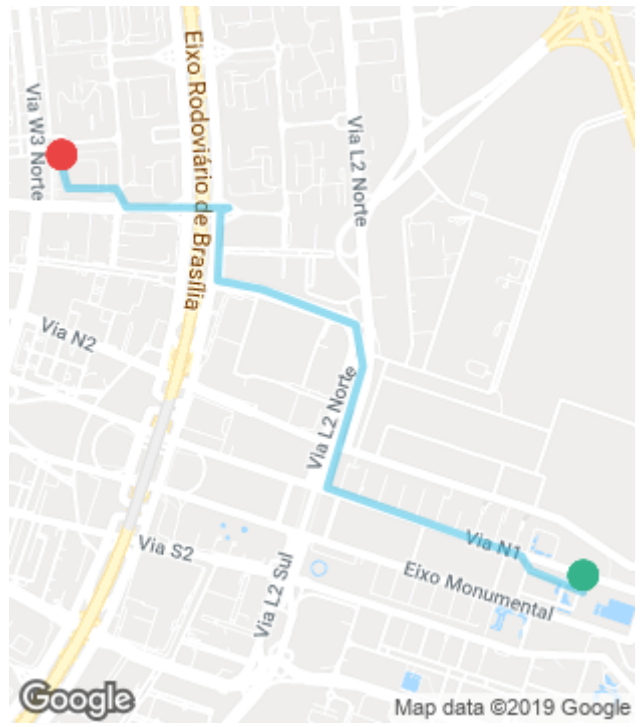 Eixo Rodoviário de Brasília
Via W3 Norte
Via L2 Norte
Via N2
Via L2 Norte
Via N1
Via S2
Eixo Monumental
Via L2 Sul
Google
Map data ©2019 Google